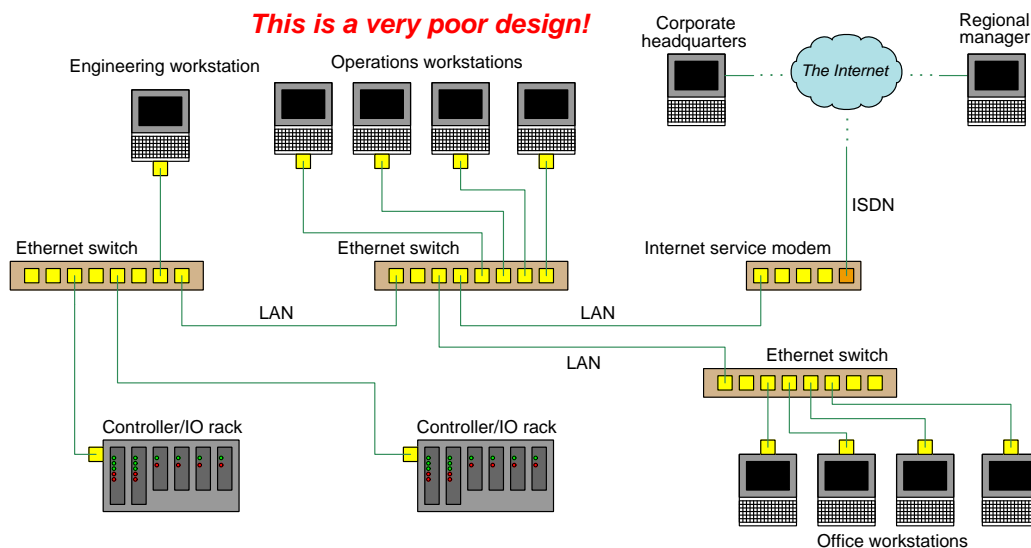 This is a very poor design!
Corporate
headquarters
Regional
manager
Engineering workstation
Operations workstations
The Internet
ISDN
Ethernet switch
Ethernet switch
Internet service modem
LAN
LAN
LAN
Ethernet switch
Controller/IO rack
Controller/IO rack
Office workstations